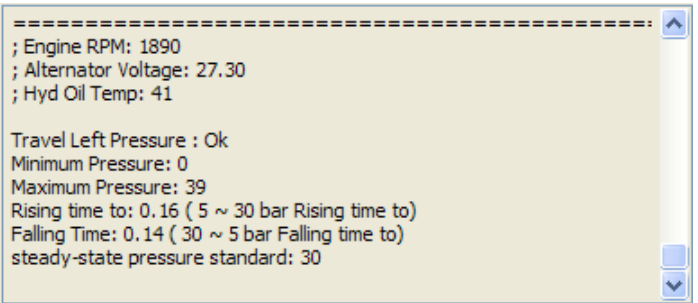 ==============================================
; Engine RPM: 1890
; Alternator Voltage: 27.30
; Hyd Oil Temp: 41
Travel Left Pressure : Ok
Minimum Pressure: 0
Maximum Pressure: 39
Rising time to: 0.16 ( 5 ~ 30 bar Rising time to)
Falling Time: 0.14 ( 30 ~ 5 bar Falling time to)
steady-state pressure standard: 30